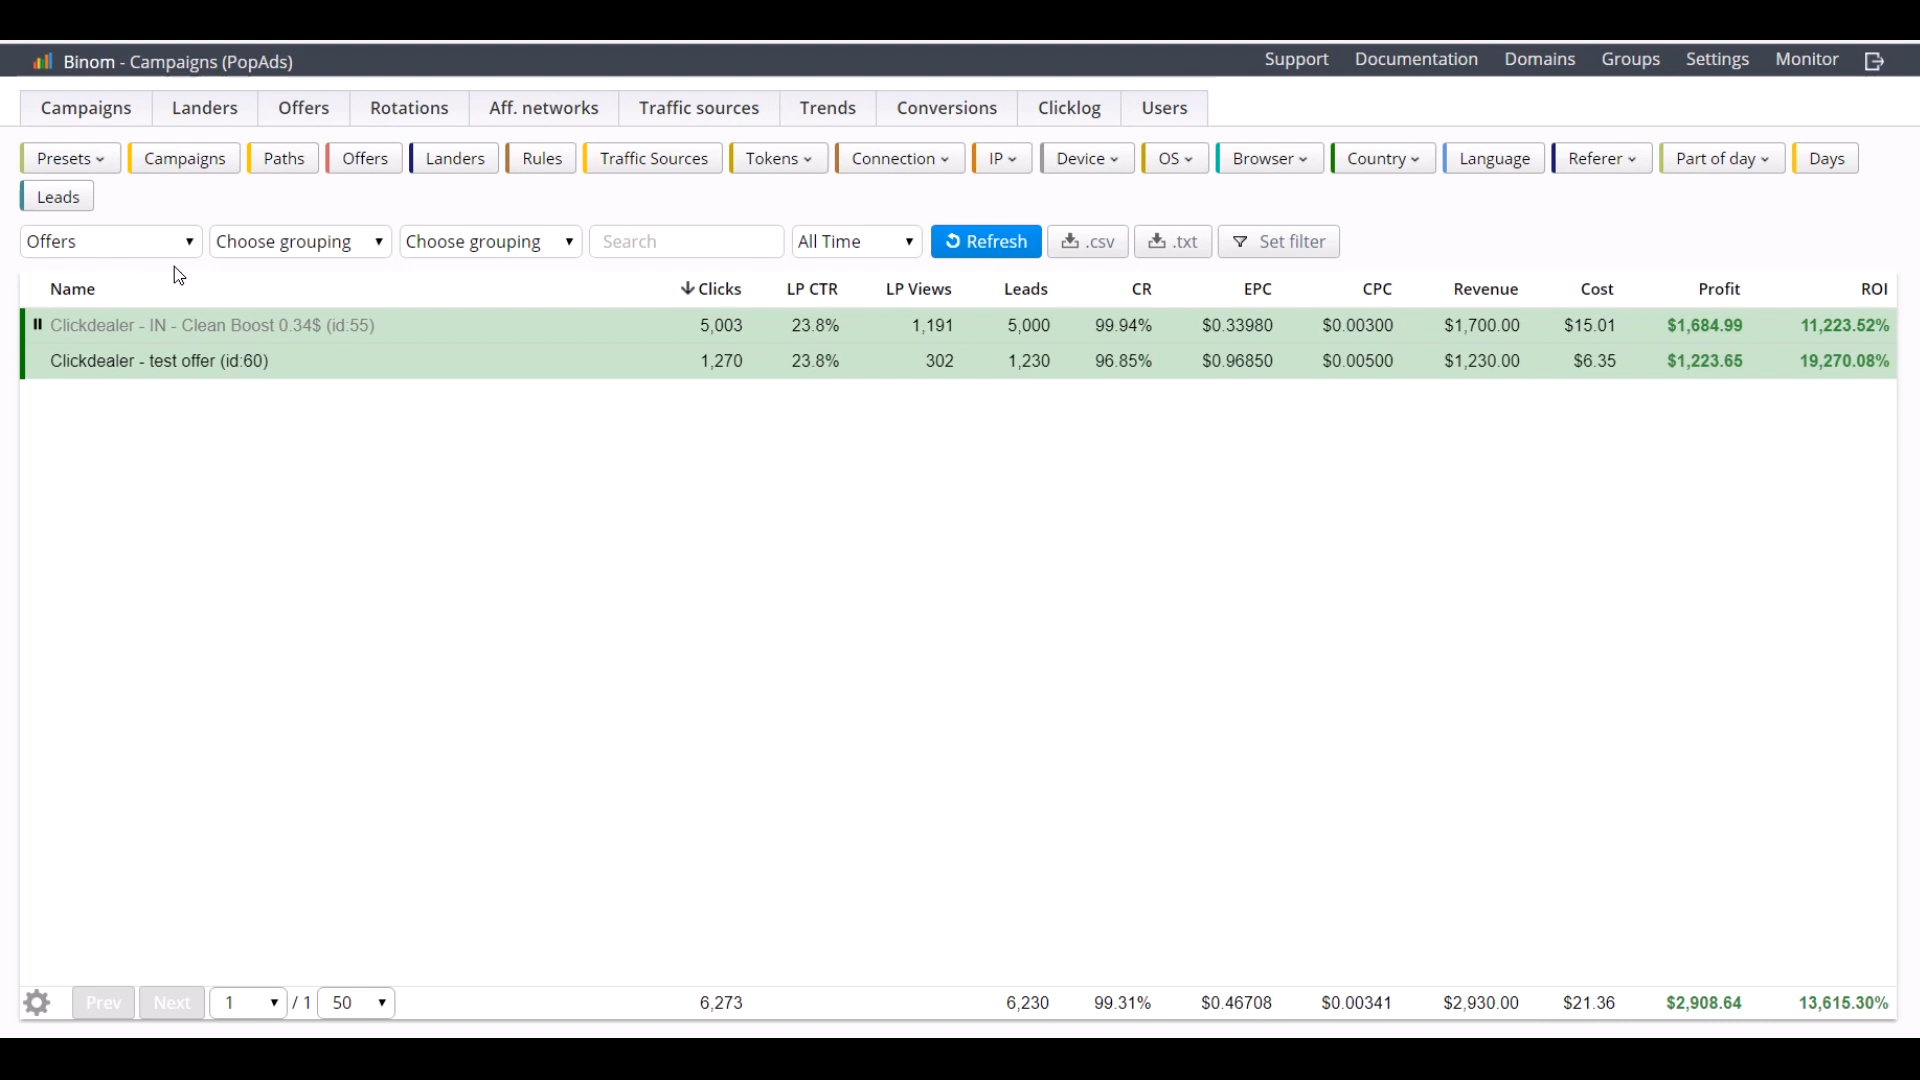 Binom - Campaigns (PopAds) Support Documentation Domains Groups Settings Monitor
Campaigns Landers Offers Rotations Aff. networks Traffic sources Trends Conversions Clicklog Users
Presets Campaigns Paths Offers Landers Rules Traffic Sources Tokens Connection IP Device OS Browser Country Language Referer Part of day Days
Leads
Offers Choose grouping Choose grouping Search All Time Refresh .csv .txt Set filter
Name Clicks LP CTR LP Views Leads CR EPC CPC Revenue Cost Profit ROI
Clickdealer - IN - Clean Boost 0.34$ (id:55) 5,003 23.8% 1,191 5,000 99.94% $0.33980 $0.00300 $1,700.00 $15.01 $1,684.99 11,223.52%
Clickdealer - test offer (id:60) 1,270 23.8% 302 1,230 96.85% $0.96850 $0.00500 $1,230.00 $6.35 $1,223.65 19,270.08%
Prev Next 1 / 1 50 6,273 6,230 99.31% $0.46708 $0.00341 $2,930.00 $21.36 $2,908.64 13,615.30%